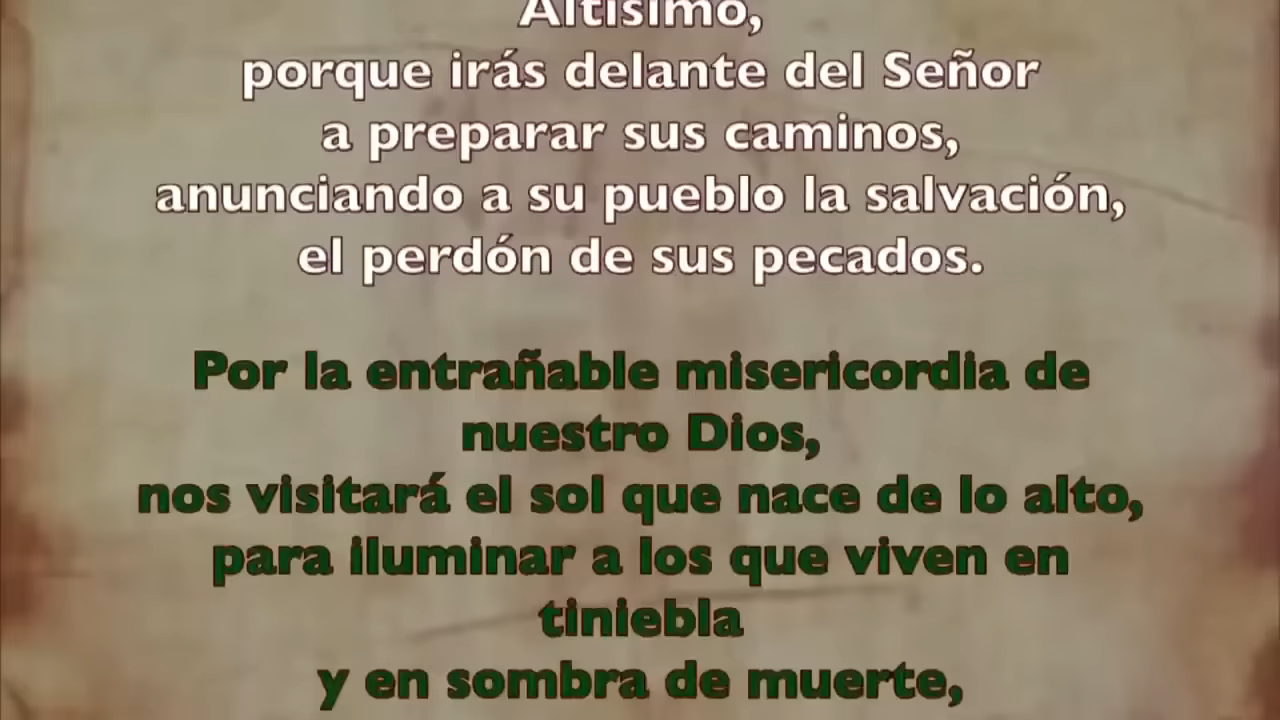 Altísimo,
porque irás delante del Señor
a preparar sus caminos,
anunciando a su pueblo la salvación,
el perdón de sus pecados.
Por la entrañable misericordia de
nuestro Dios,
nos visitará el sol que nace de lo alto,
para iluminar a los que viven en
tiniebla
y en sombra de muerte,